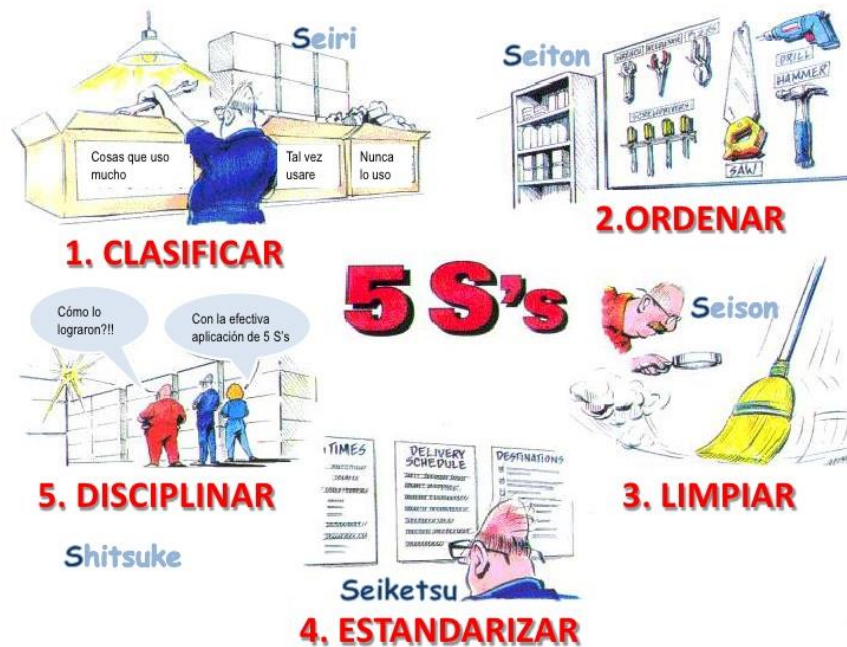 Seiri
Cosas que uso
mucho
Tal vez
usare
Nunca
lo uso
1. CLASIFICAR
Seiton
DRILL
HAMMER
SCREWDRIVERS
SAW
2.ORDENAR
5 S's
Seison
3. LIMPIAR
Cómo lo
lograron?!!
Con la efectiva
aplicación de 5 S's
5. DISCIPLINAR
Shitsuke
TIMES
DELIVERY
SCHEDULE
DESTINATIONS
Seiketsu
4. ESTANDARIZAR